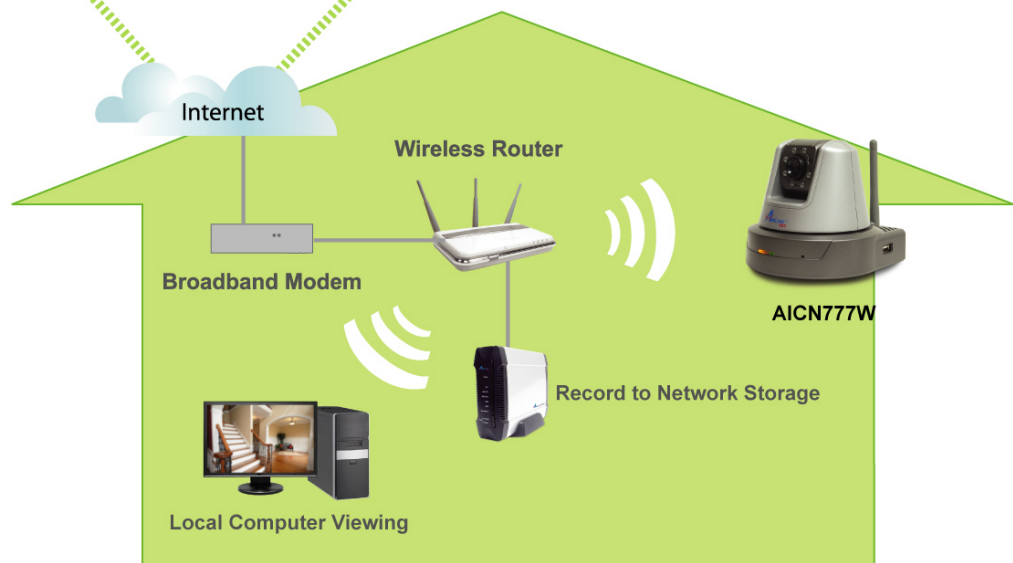 Internet
Wireless Router
Broadband Modem
AICN777W
Record to Network Storage
Local Computer Viewing